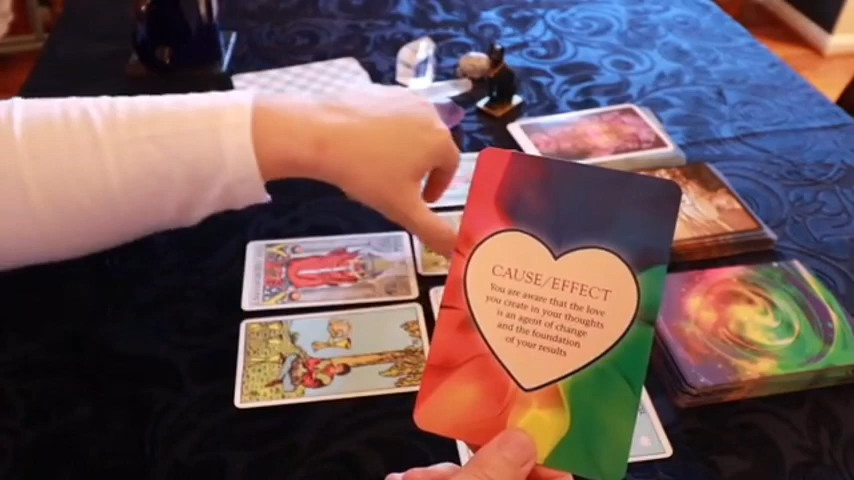 CAUSE/EFFECT
You are aware that the love
you create in your thoughts
is an agent of change
and the foundation
of your results